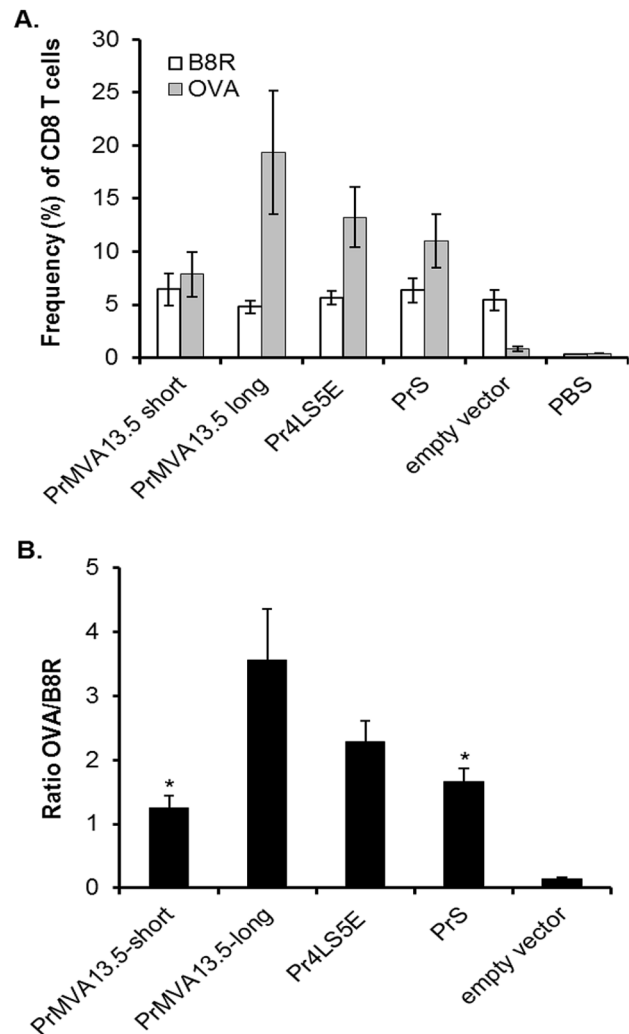 A.
Frequency (%) of CD8 T cells
30
25
20
15
10
5
0
B8R
OVA
PrMVA13.5 short
PrMVA13.5 long
Pr4LS5E
PrS
empty vector
PBS
B.
Ratio OVA/B8R
5
4
3
2
1
0
*
*
PrMVA13.5-short
PrMVA13.5-long
Pr4LS5E
PrS
empty vector